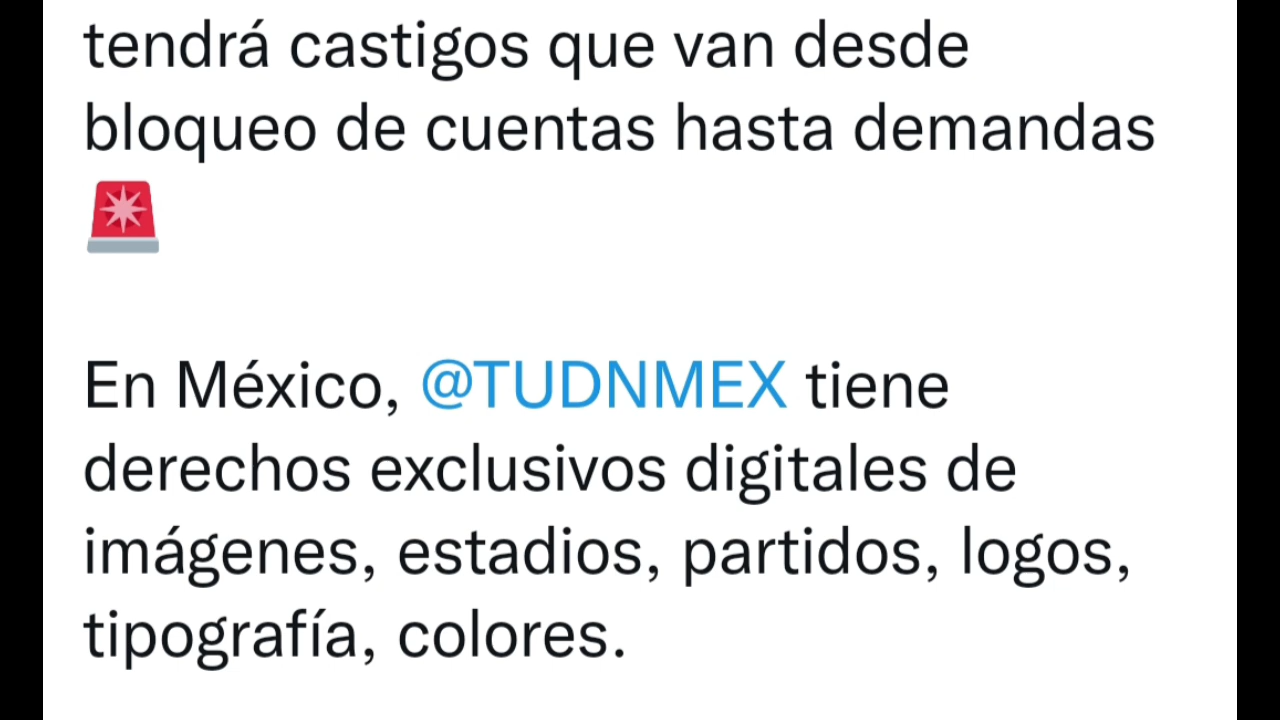 tendrá castigos que van desde
bloqueo de cuentas hasta demandas
🚨
En México, @TUDNMEX tiene
derechos exclusivos digitales de
imágenes, estadios, partidos, logos,
tipografía, colores.